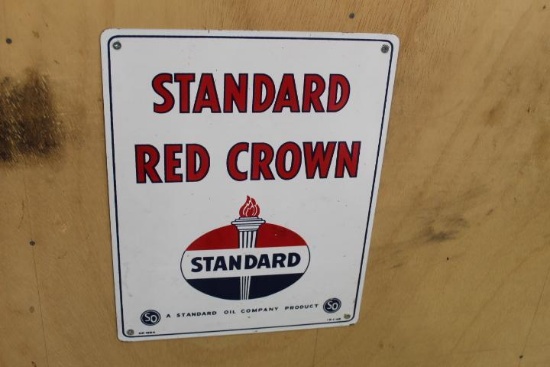 STANDARD
RED CROWN
STANDARD
SO A STANDARD OIL COMPANY PRODUCT SO